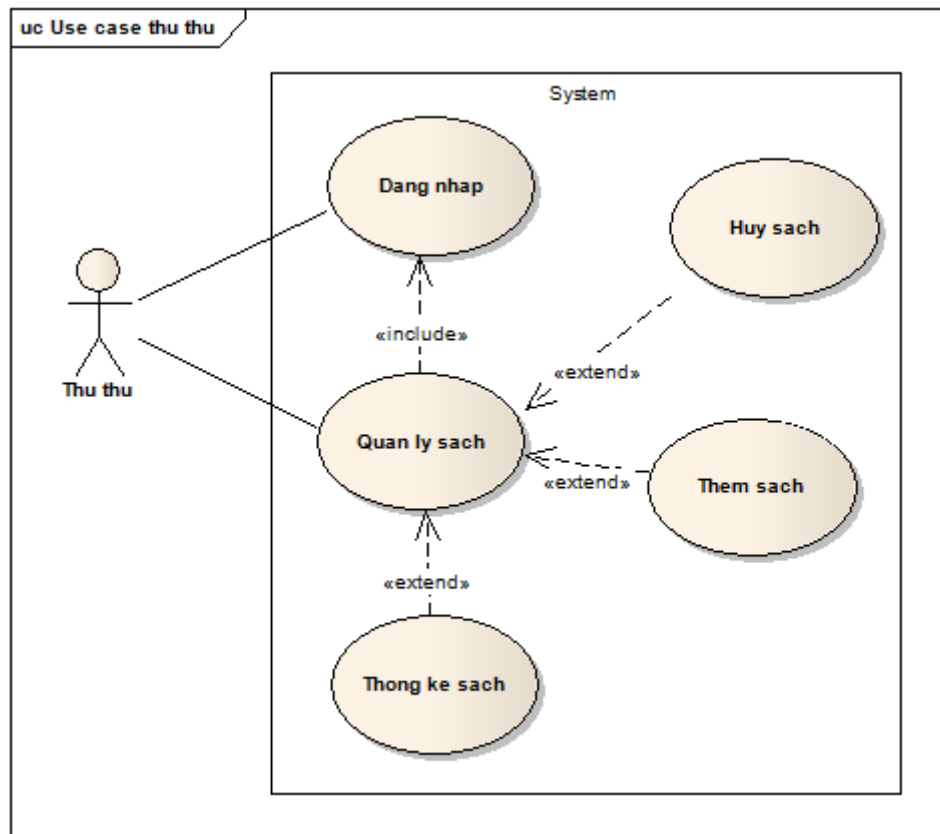 uc Use case thu thu
System
Dang nhap
Huy sach
«include»
«extend»
Thu thu
Quan ly sach
«extend»
Them sach
«extend»
Thong ke sach